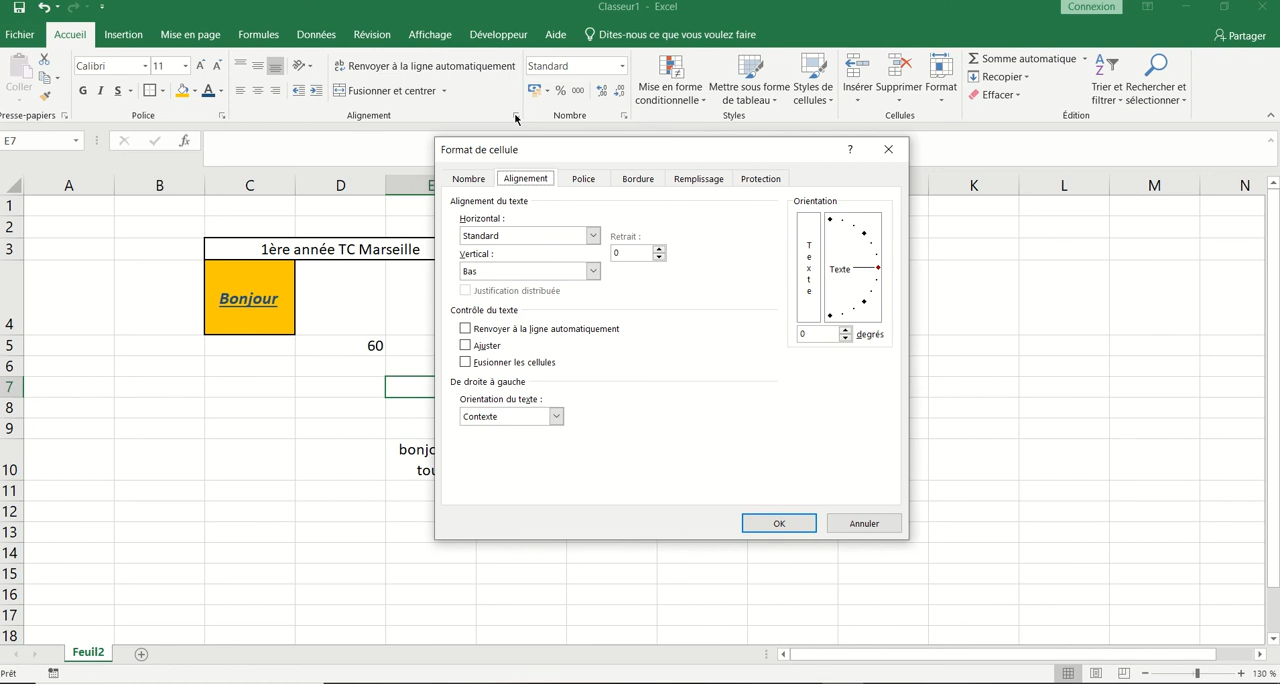 Classeur1 - Excel
Connexion
Fichier Accueil Insertion Mise en page Formules Données Révision Affichage Développeur Aide Dites-nous ce que vous voulez faire Partager
Coller
Calibri 11
G I S
Renvoyer à la ligne automatiquement
Fusionner et centrer
Standard
% 000
Mise en forme conditionnelle
Mettre sous forme de tableau
Styles de cellules
Insérer Supprimer Format
Somme automatique
Recopier
Effacer
Trier et filtrer
Rechercher et sélectionner
Presse-papiers Police Alignement Nombre Styles Cellules Édition
E7 fx
A B C D E K L M N
1
2
3 1ère année TC Marseille
4 Bonjour
5 60
6
7
8
9
10
11
12
13
14
15
16
17
18
Format de cellule ?
Nombre Alignement Police Bordure Remplissage Protection
Alignement du texte
Horizontal :
Standard
Retrait :
0
Vertical :
Bas
Justification distribuée
Contrôle du texte
Renvoyer à la ligne automatiquement
Ajuster
Fusionner les cellules
De droite à gauche
Orientation du texte :
Contexte
Orientation
Texte
Texte
0 degrés
OK Annuler
Feuil2
Prêt
130 %